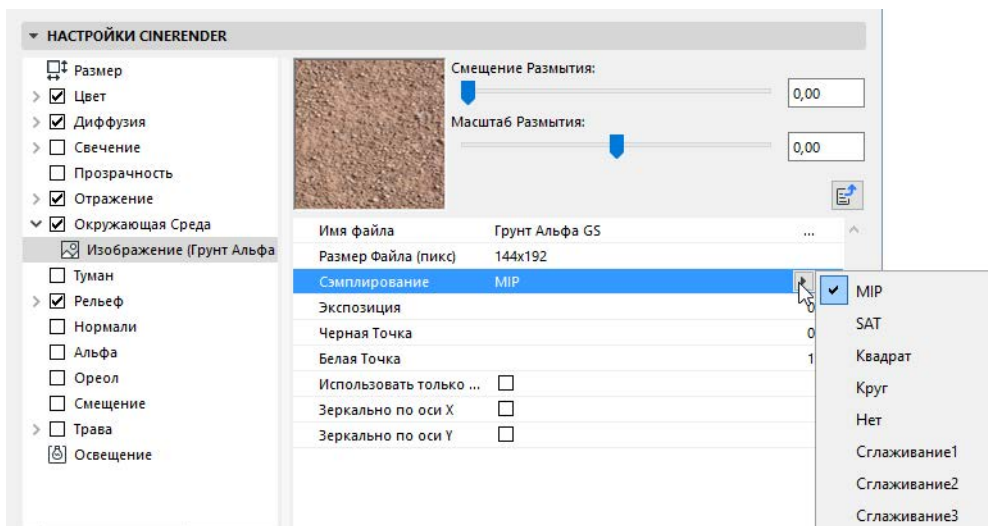 НАСТРОЙКИ CINERENDER
Размер
Цвет
Диффузия
Свечение
Прозрачность
Отражение
Окружающая Среда
Изображение (Грунт Альфа
Туман
Рельеф
Нормали
Альфа
Ореол
Смещение
Трава
Освещение
Смещение Размытия:
0,00
Масштаб Размытия:
0,00
Имя файла Грунт Альфа GS ...
Размер Файла (пикс) 144x192
Сэмплирование MIP
Экспозиция 0
Черная Точка 0
Белая Точка 1
Использовать только ...
Зеркально по оси X
Зеркально по оси Y
MIP
SAT
Квадрат
Круг
Нет
Сглаживание1
Сглаживание2
Сглаживание3